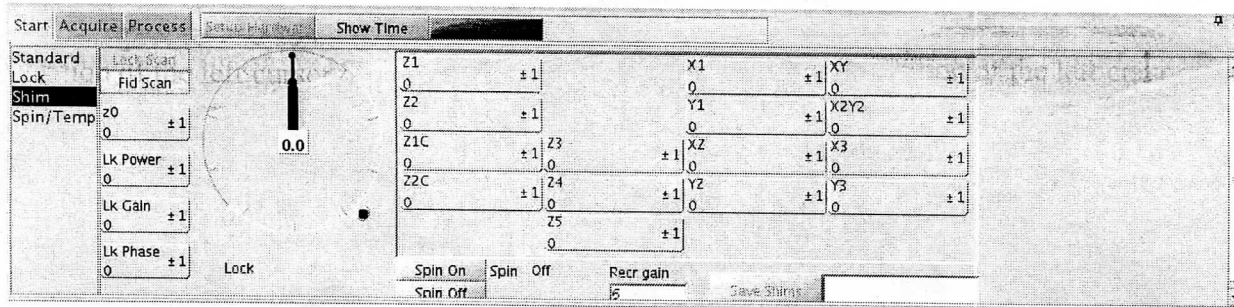 Start Acquire Process Setup Hardware Show Time
Standard
Lock
Shim
Spin/Temp
Lock Scan
Fid Scan
z0 ±1
0
Lk Power ±1
0
Lk Gain ±1
0
Lk Phase ±1
0
0.0
Lock
Z1 ±1
0
X1 ±1
0
XY ±1
0
Z2 ±1
0
Y1 ±1
0
X2Y2 ±1
0
Z1C ±1
0
Z3 ±1
0
XZ ±1
0
X3 ±1
0
Z2C ±1
0
Z4 ±1
0
YZ ±1
0
Y3 ±1
0
Z5 ±1
0
Spin On Spin Off Recr gain
Spin Off 6 Save Shims